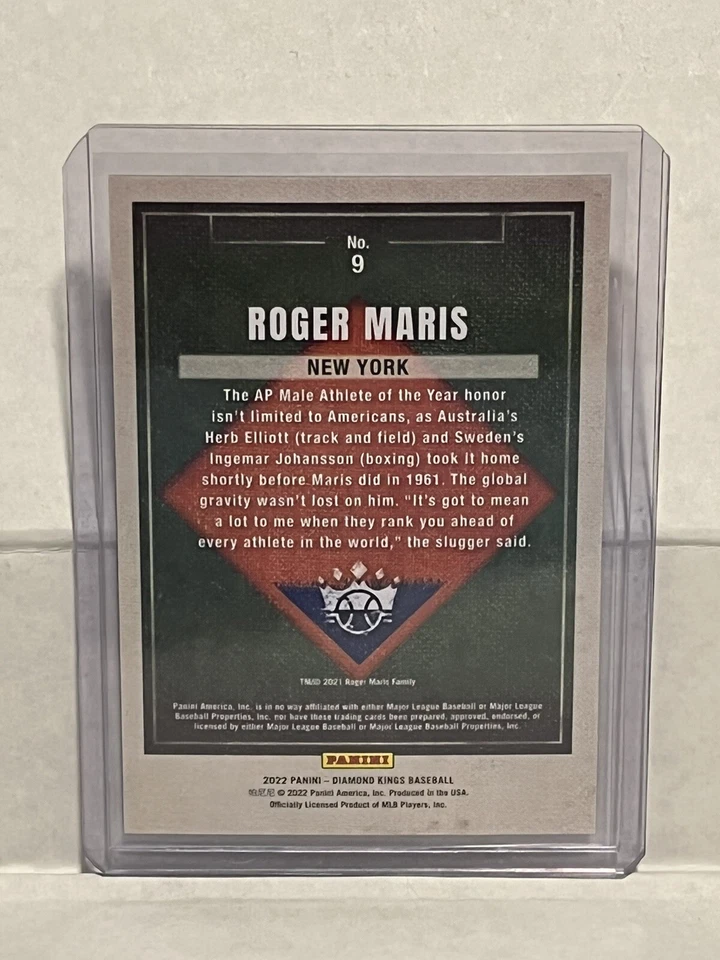 No.
9
ROGER MARIS
NEW YORK
The AP Male Athlete of the Year honor
isn't limited to Americans, as Australia's
Herb Elliott (track and field) and Sweden's
Ingemar Johansson (boxing) took it home
shortly before Maris did in 1961. The global
gravity wasn't lost on him. "It's got to mean
a lot to me when they rank you ahead of
every athlete in the world," the slugger said.
TM/© 2021 Roger Maris Family
Panini America, Inc. is in no way affiliated with either Major League Baseball or Major League
Baseball Properties, Inc. nor have these trading cards been prepared, approved, endorsed, or
licensed by either Major League Baseball or Major League Baseball Properties, Inc.
PANINI
2022 PANINI – DIAMOND KINGS BASEBALL
帕尼尼 © 2022 Panini America, Inc. Produced in the USA.
Officially Licensed Product of MLB Players, Inc.